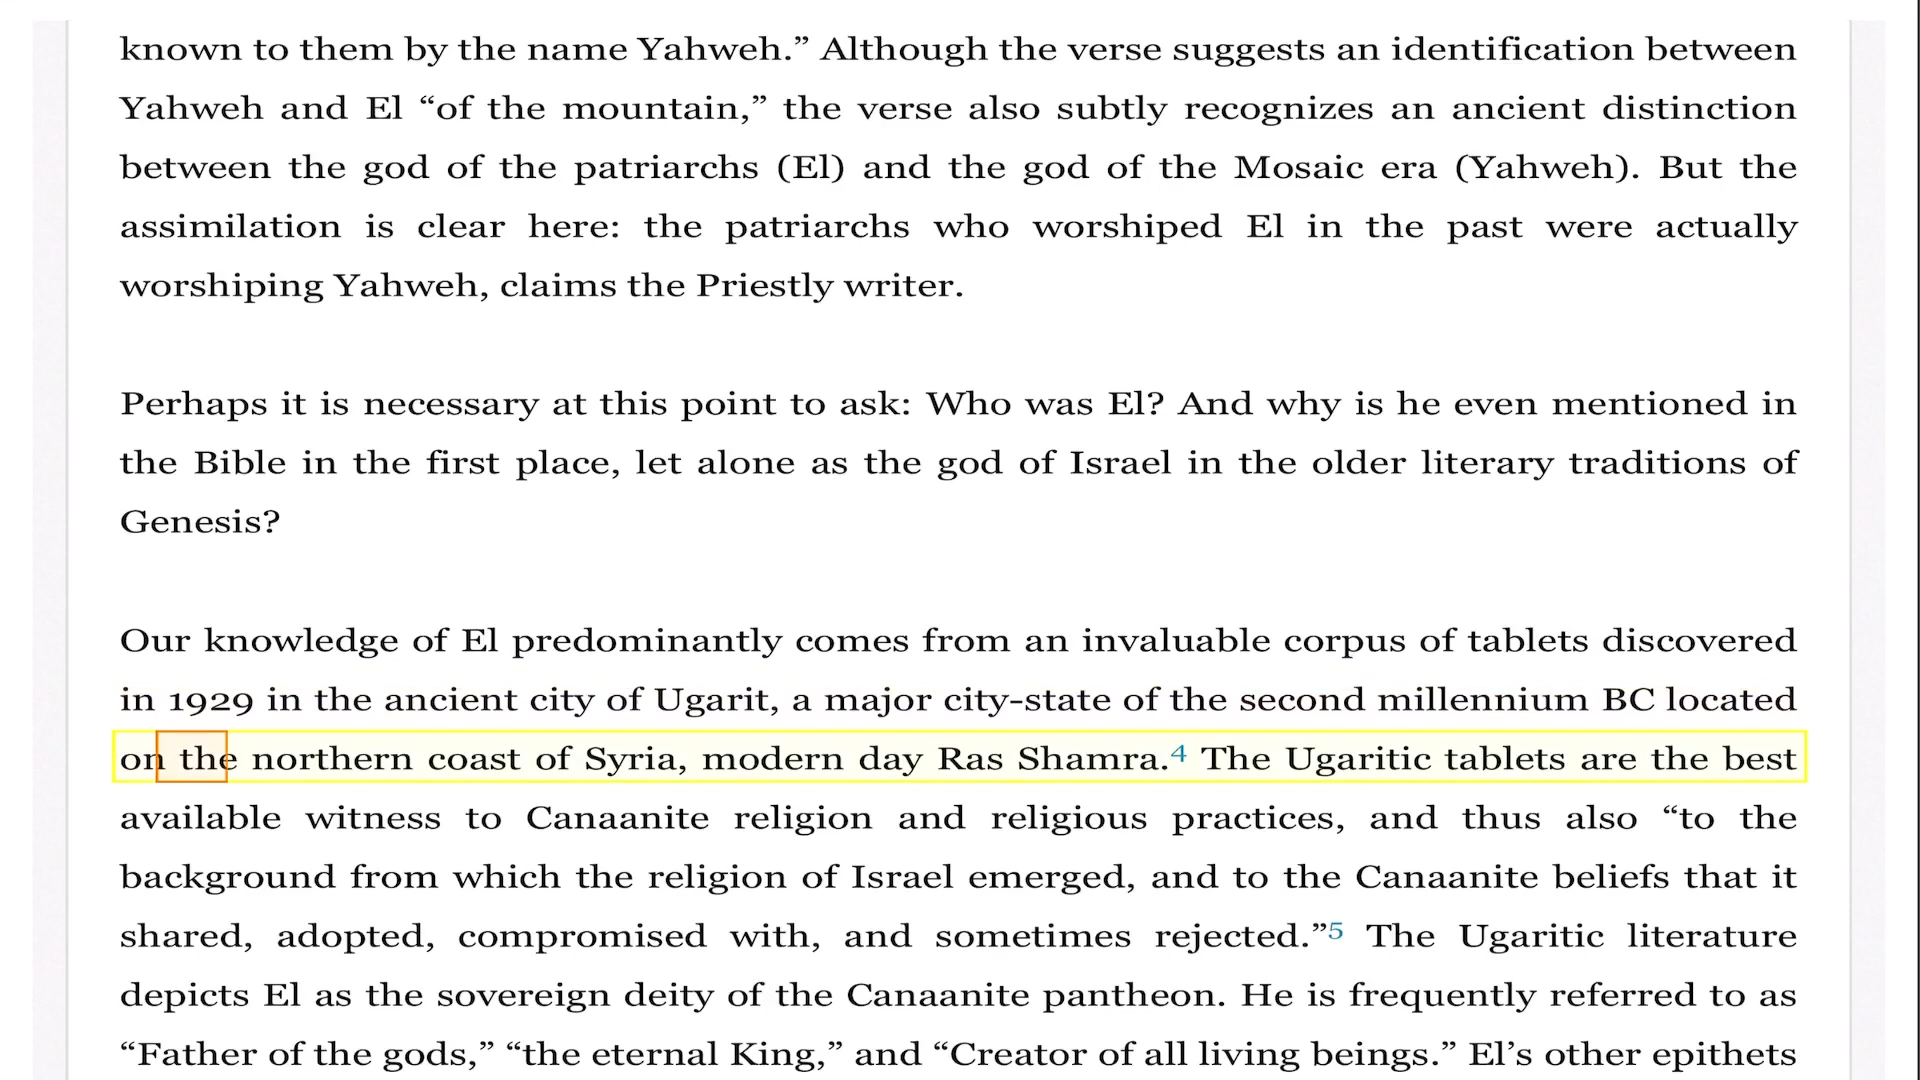 known to them by the name Yahweh.” Although the verse suggests an identification between
Yahweh and El “of the mountain,” the verse also subtly recognizes an ancient distinction
between the god of the patriarchs (El) and the god of the Mosaic era (Yahweh). But the
assimilation is clear here: the patriarchs who worshiped El in the past were actually
worshiping Yahweh, claims the Priestly writer.
Perhaps it is necessary at this point to ask: Who was El? And why is he even mentioned in
the Bible in the first place, let alone as the god of Israel in the older literary traditions of
Genesis?
Our knowledge of El predominantly comes from an invaluable corpus of tablets discovered
in 1929 in the ancient city of Ugarit, a major city-state of the second millennium BC located
on the northern coast of Syria, modern day Ras Shamra.4 The Ugaritic tablets are the best
available witness to Canaanite religion and religious practices, and thus also “to the
background from which the religion of Israel emerged, and to the Canaanite beliefs that it
shared, adopted, compromised with, and sometimes rejected.”5 The Ugaritic literature
depicts El as the sovereign deity of the Canaanite pantheon. He is frequently referred to as
“Father of the gods,” “the eternal King,” and “Creator of all living beings.” El’s other epithets